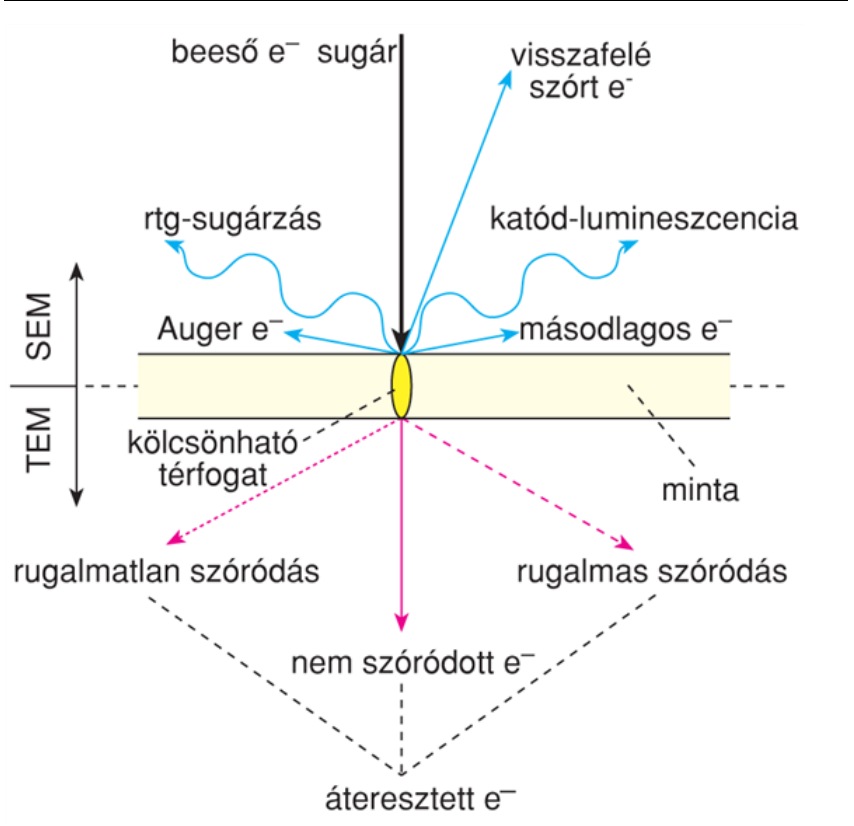 beeső e– sugár
visszafelé
szórt e-
rtg-sugárzás
katód-lumineszcencia
SEM
Auger e–
másodlagos e–
TEM
kölcsönható
térfogat
minta
rugalmatlan szóródás
rugalmas szóródás
nem szóródott e–
áteresztett e–